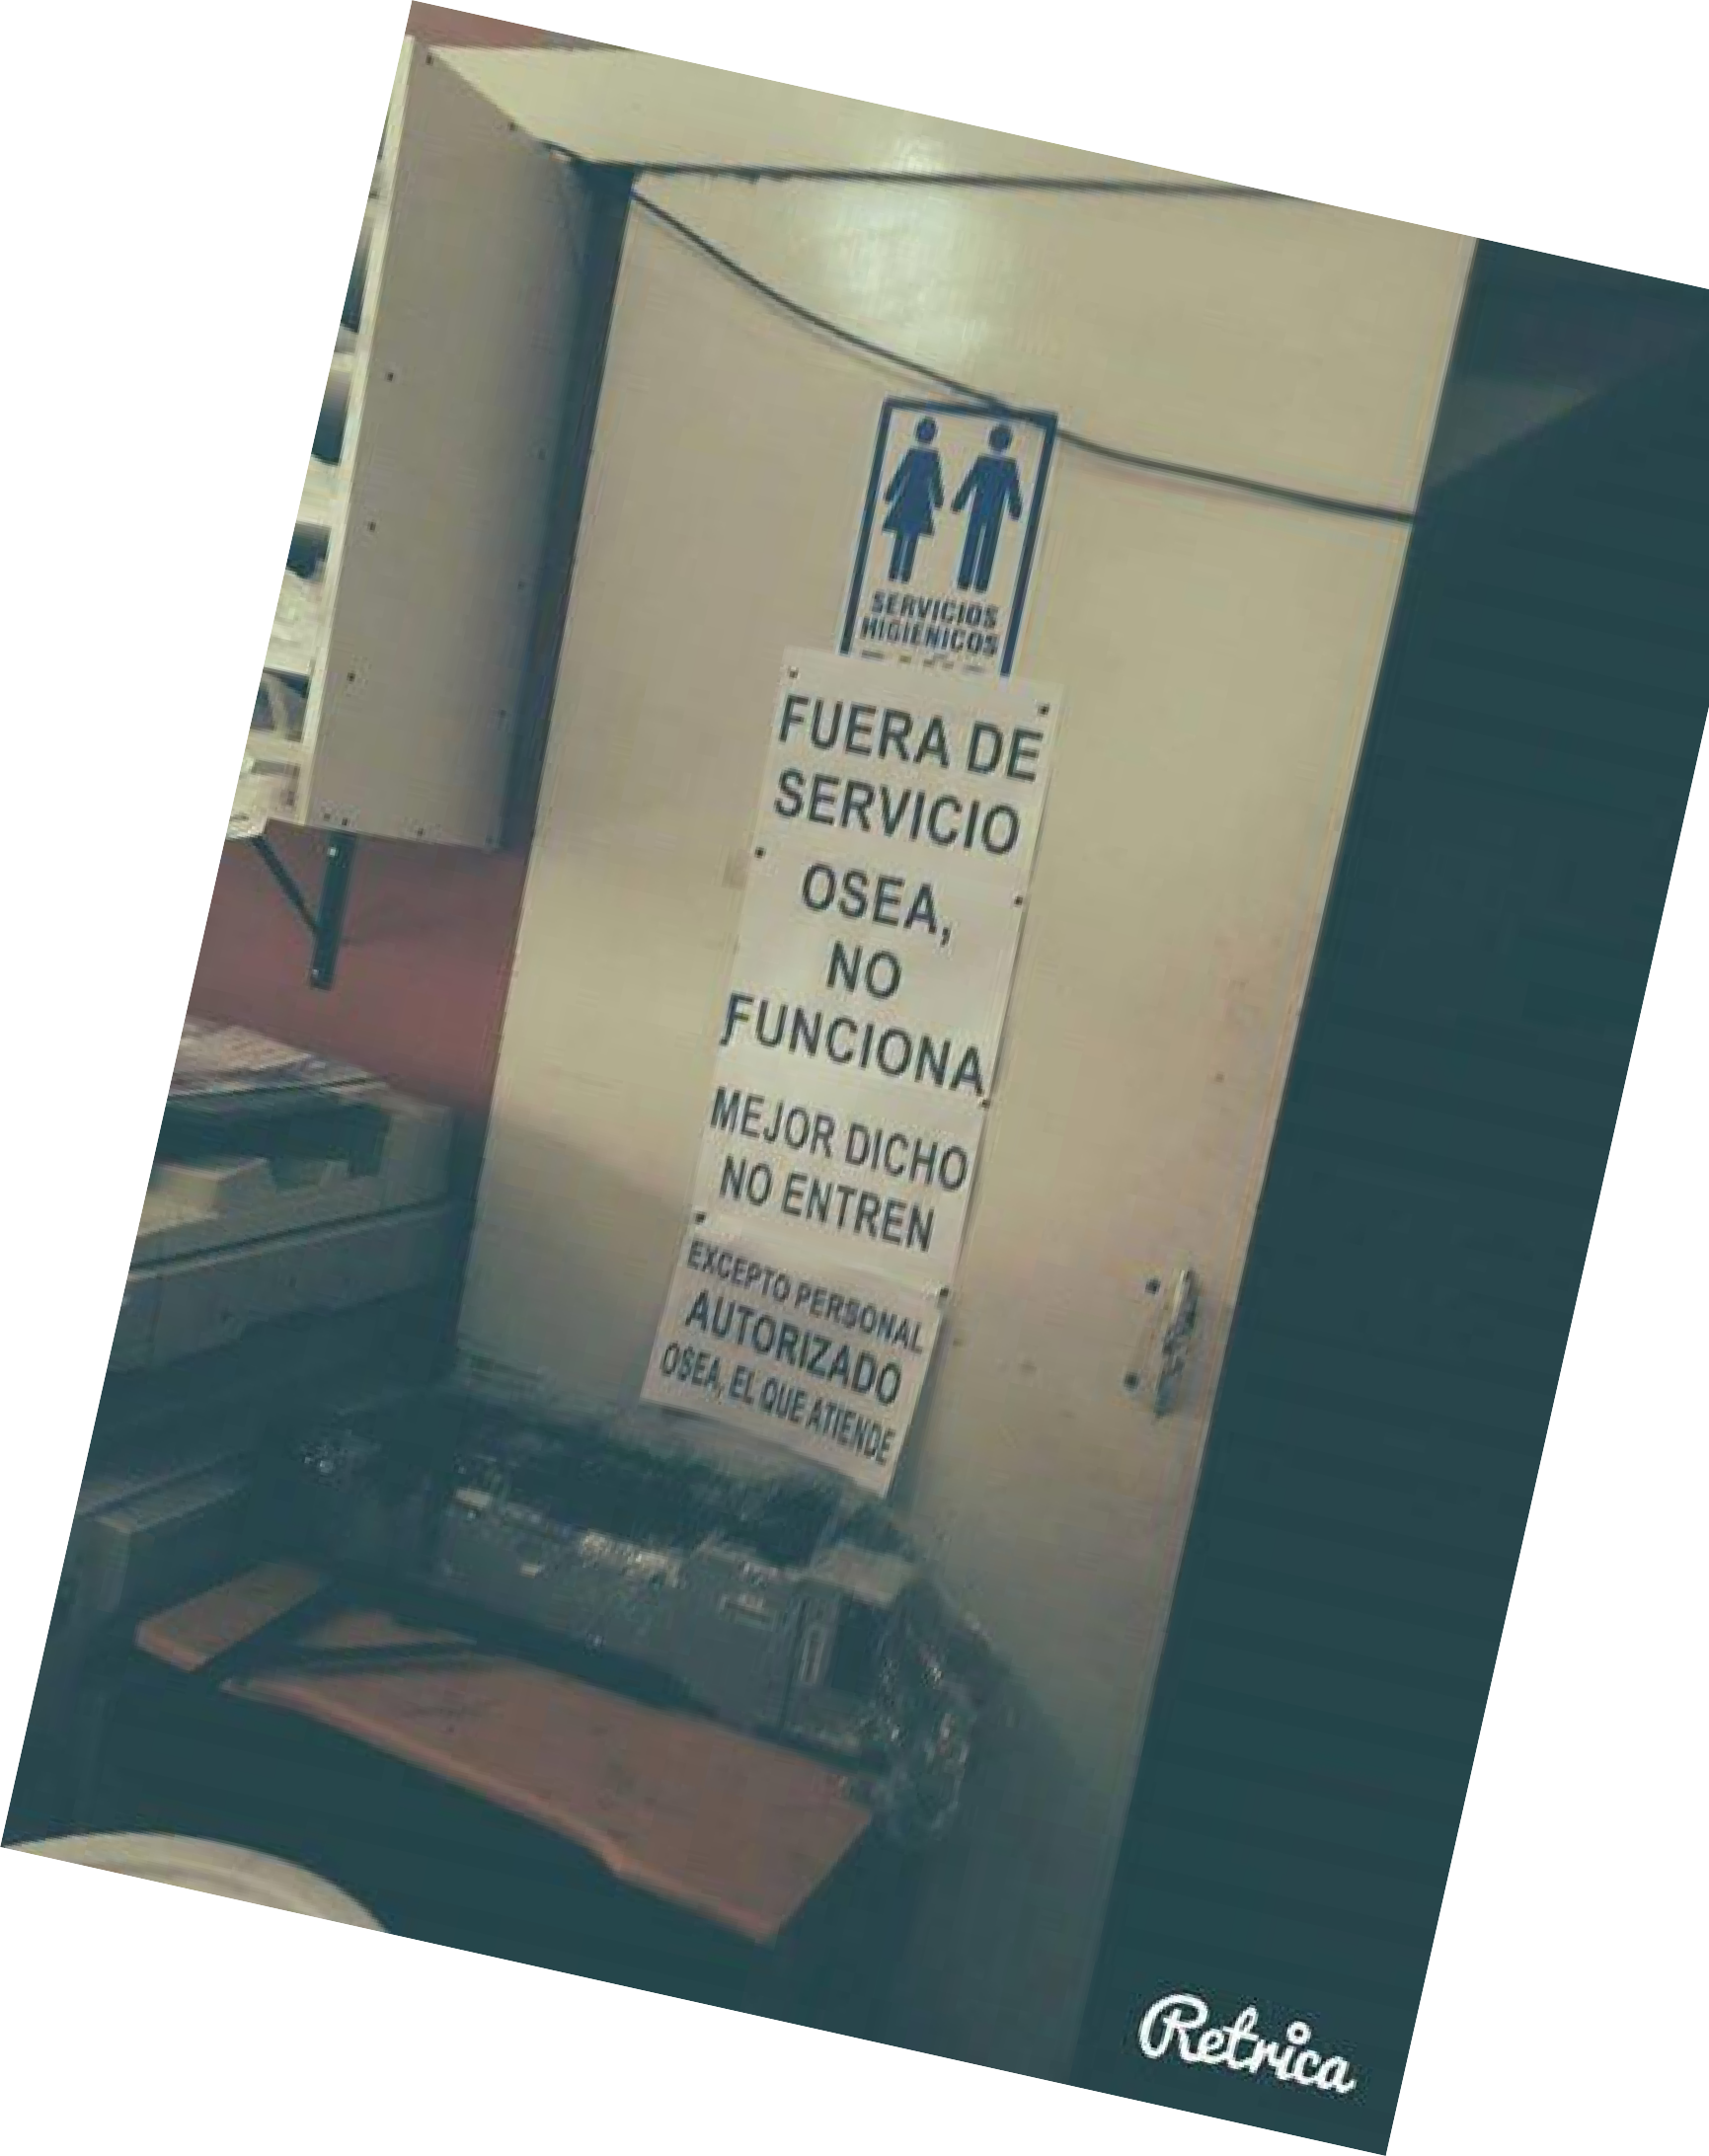 SERVICIOS
HIGIENICOS
FUERA DE
SERVICIO
OSEA,
NO
FUNCIONA
MEJOR DICHO
NO ENTREN
EXCEPTO PERSONAL
AUTORIZADO
OSEA, EL QUE ATIENDE
Retrica